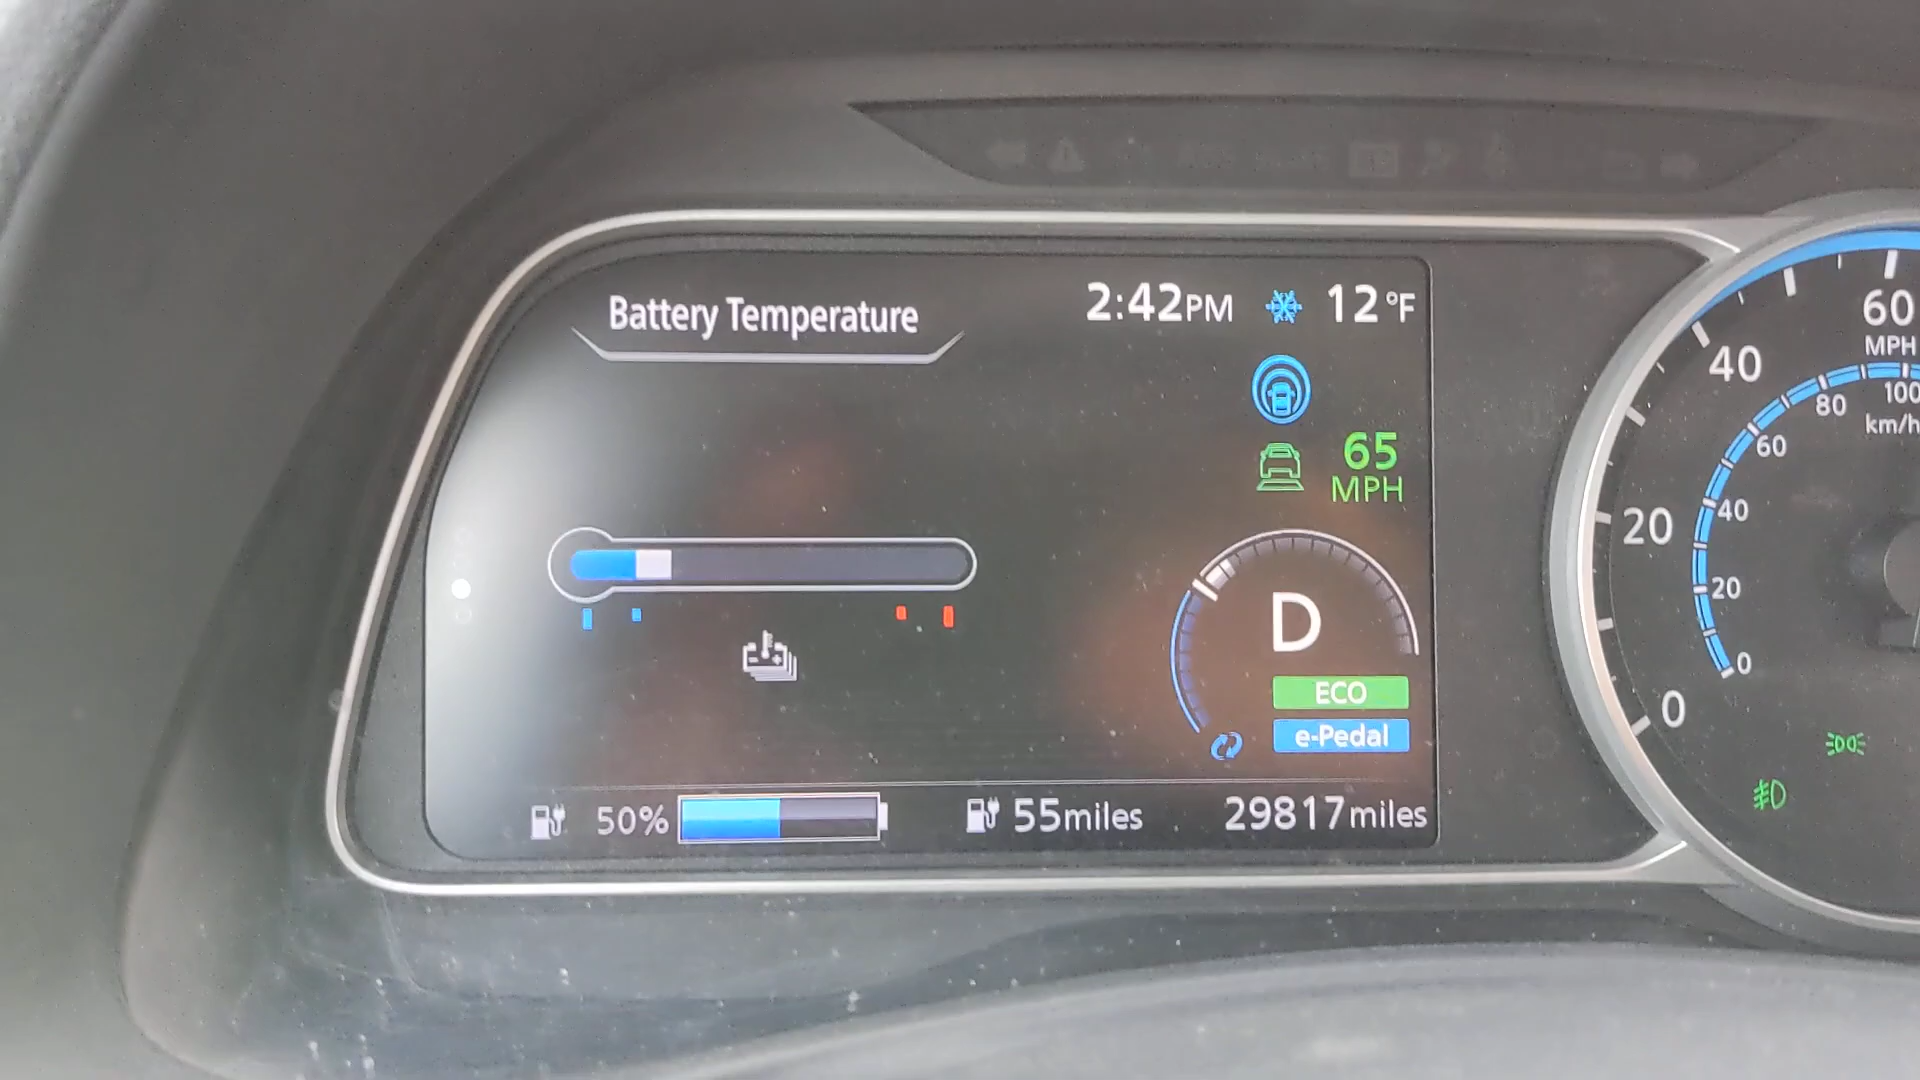 Battery Temperature
2:42PM
12°F
65
MPH
D
ECO
e-Pedal
50%
55miles
29817miles
60
MPH
40
20
0
100
km/h
80
60
40
20
0